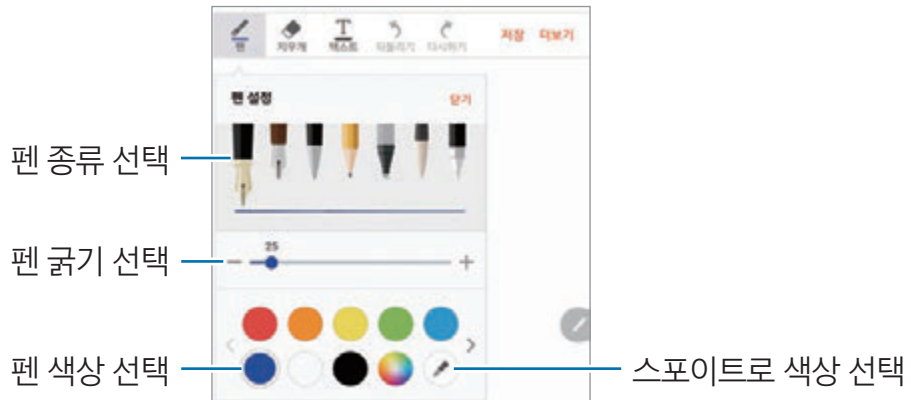 펜 지우개 텍스트 되돌리기 다시하기 저장 더보기
펜 설정 닫기
펜 종류 선택
25
펜 굵기 선택
펜 색상 선택
스포이트로 색상 선택